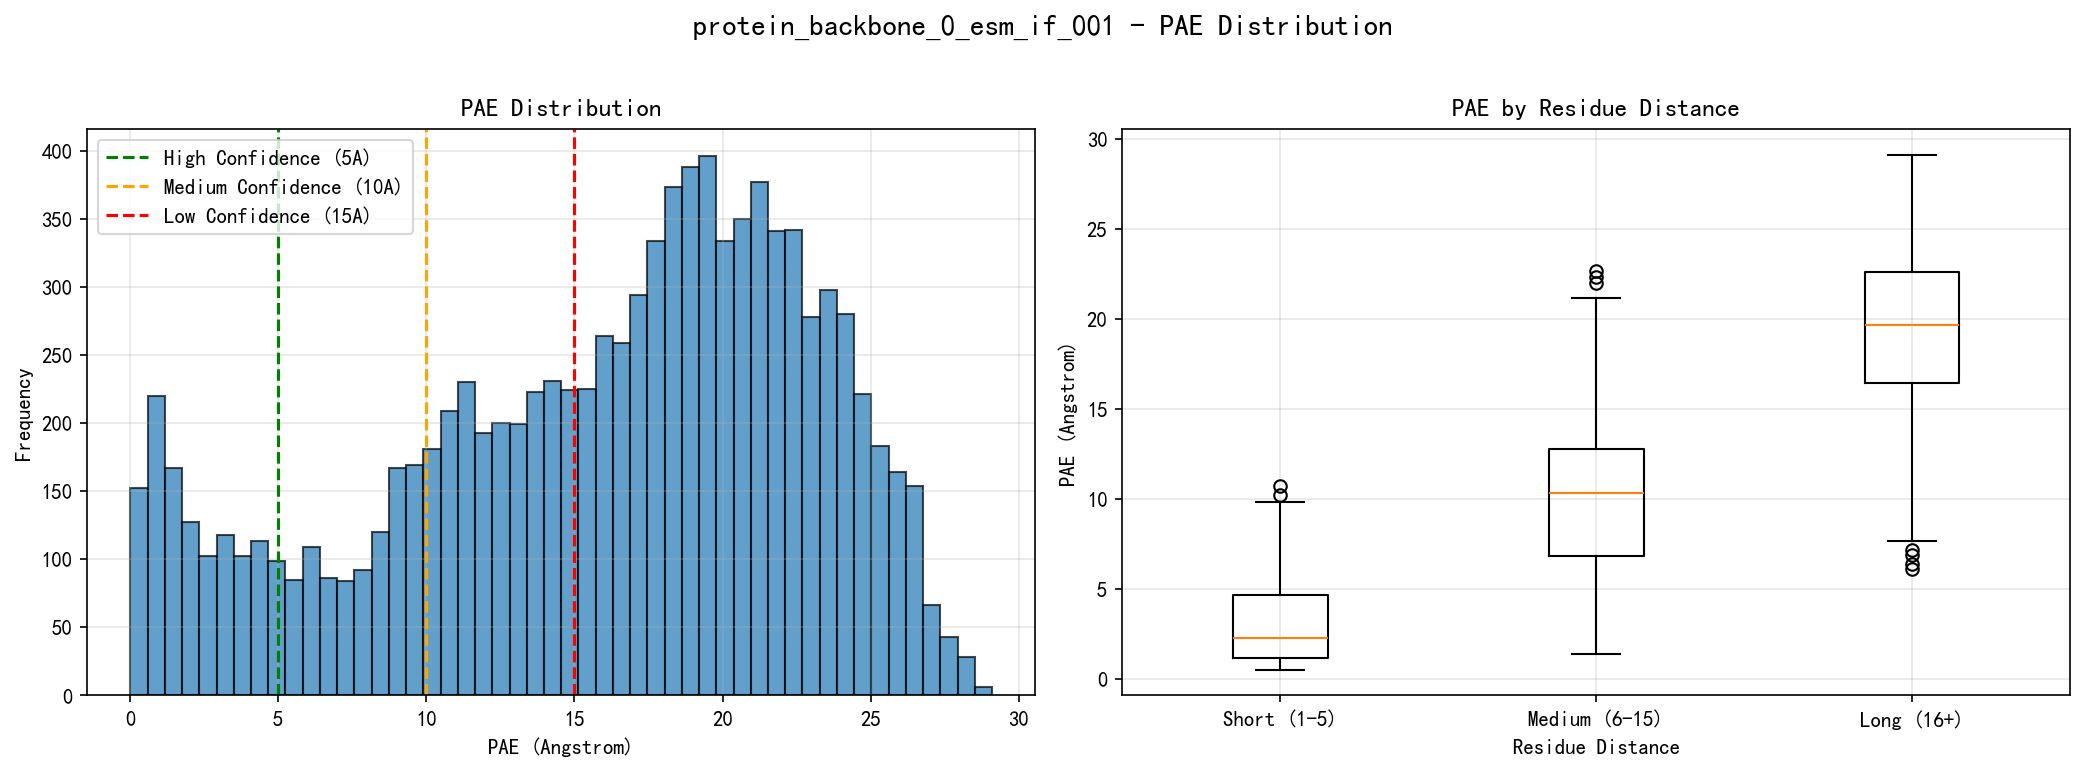 protein_backbone_0_esm_if_001 - PAE Distribution
PAE Distribution
High Confidence (5A)
Medium Confidence (10A)
Low Confidence (15A)
Frequency
400
350
300
250
200
150
100
50
0
0 5 10 15 20 25 30
PAE (Angstrom)
PAE by Residue Distance
PAE (Angstrom)
30
25
20
15
10
5
0
Short (1-5) Medium (6-15) Long (16+)
Residue Distance